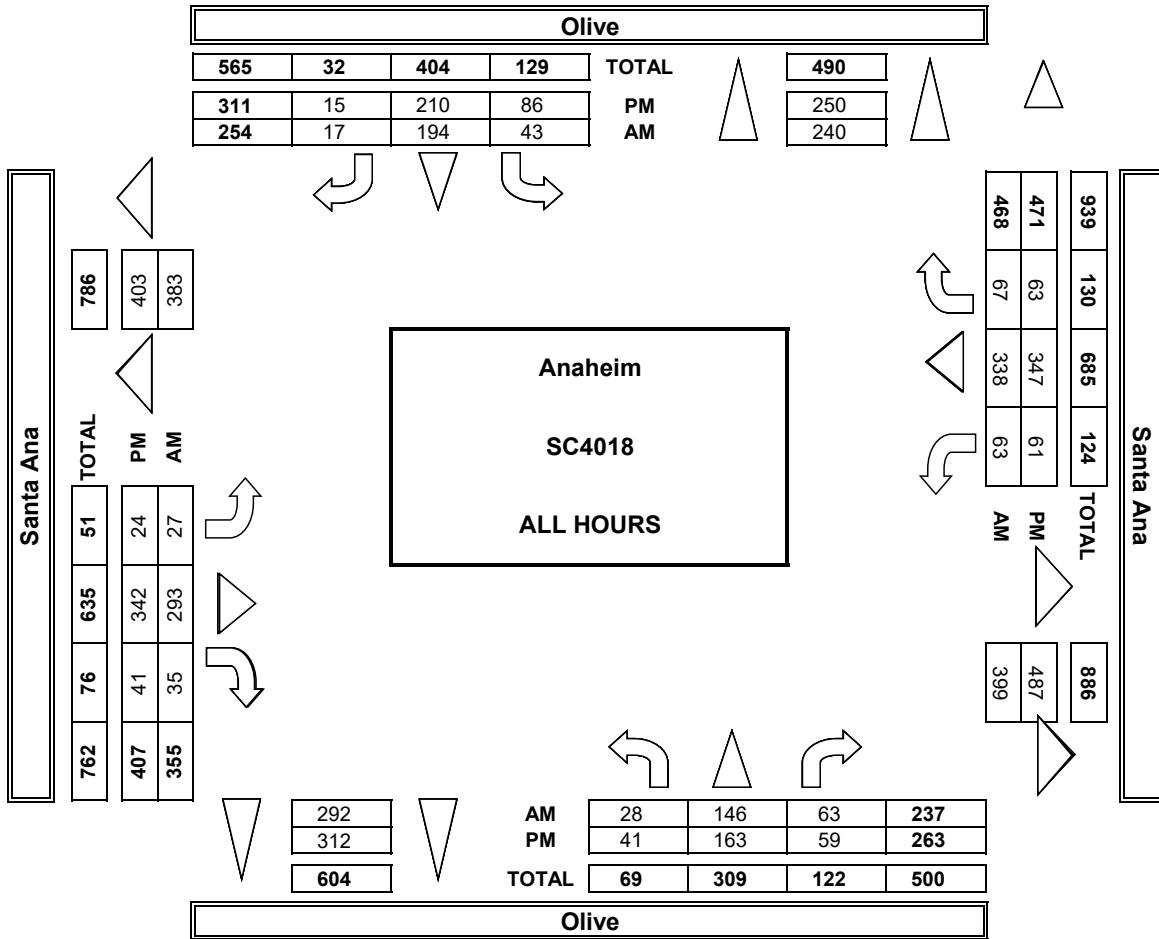 Olive
565 32 404 129 TOTAL 490
311 15 210 86 PM 250
254 17 194 43 AM 240
Santa Ana
786 403 383
TOTAL PM AM
51 24 27
635 342 293
76 41 35
762 407 355
Anaheim
SC4018
ALL HOURS
468 471 939
67 63 130
338 347 685
63 61 124
AM PM TOTAL
399 487 886
Santa Ana
292 AM 28 146 63 237
312 PM 41 163 59 263
604 TOTAL 69 309 122 500
Olive